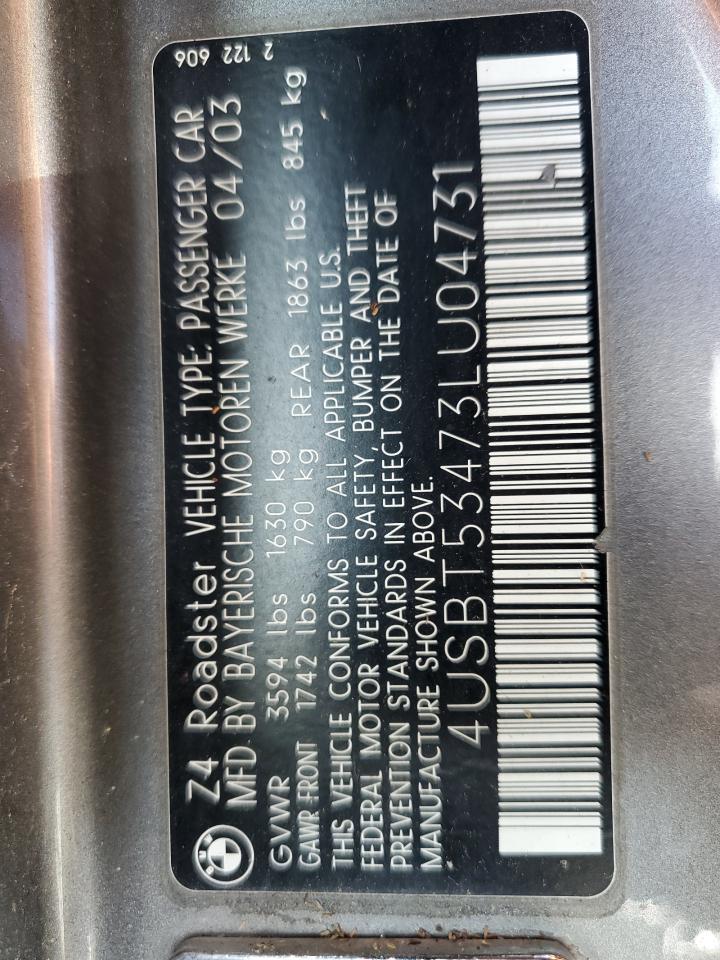 Z4 Roadster VEHICLE TYPE: PASSENGER CAR
MFD BY BAYERISCHE MOTOREN WERKE 04/03
GVWR 3594 lbs 1630 kg
GAWR FRONT 1742 lbs 790 kg REAR 1863 lbs 845 kg
THIS VEHICLE CONFORMS TO ALL APPLICABLE U.S.
FEDERAL MOTOR VEHICLE SAFETY, BUMPER AND THEFT
PREVENTION STANDARDS IN EFFECT ON THE DATE OF
MANUFACTURE SHOWN ABOVE.
4USBT53473LU04731
2 122 606